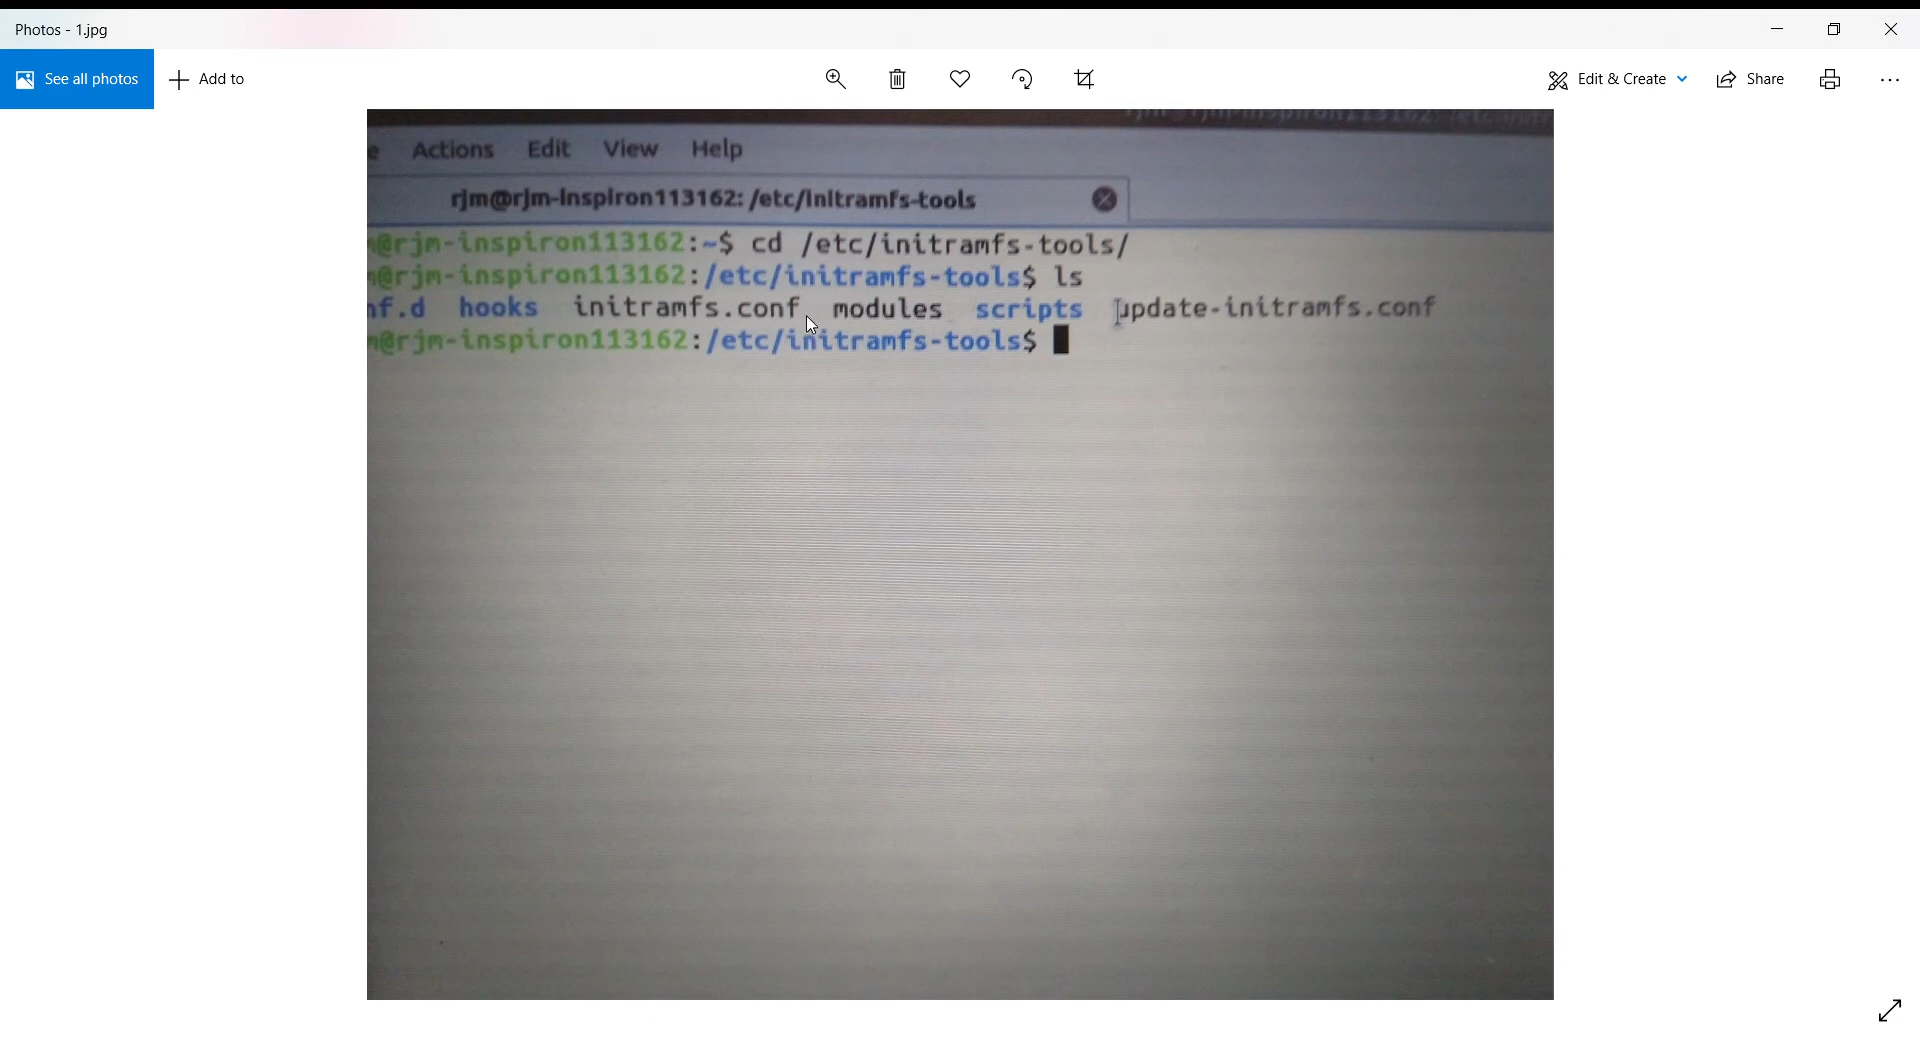 Photos - 1.jpg
See all photos
Add to
Edit & Create
Share
e Actions Edit View Help
rjm@rjm-inspiron113162: /etc/initramfs-tools
@rjm-inspiron113162:~$ cd /etc/initramfs-tools/
@rjm-inspiron113162:/etc/initramfs-tools$ ls
nf.d hooks initramfs.conf modules scripts update-initramfs.conf
@rjm-inspiron113162:/etc/initramfs-tools$